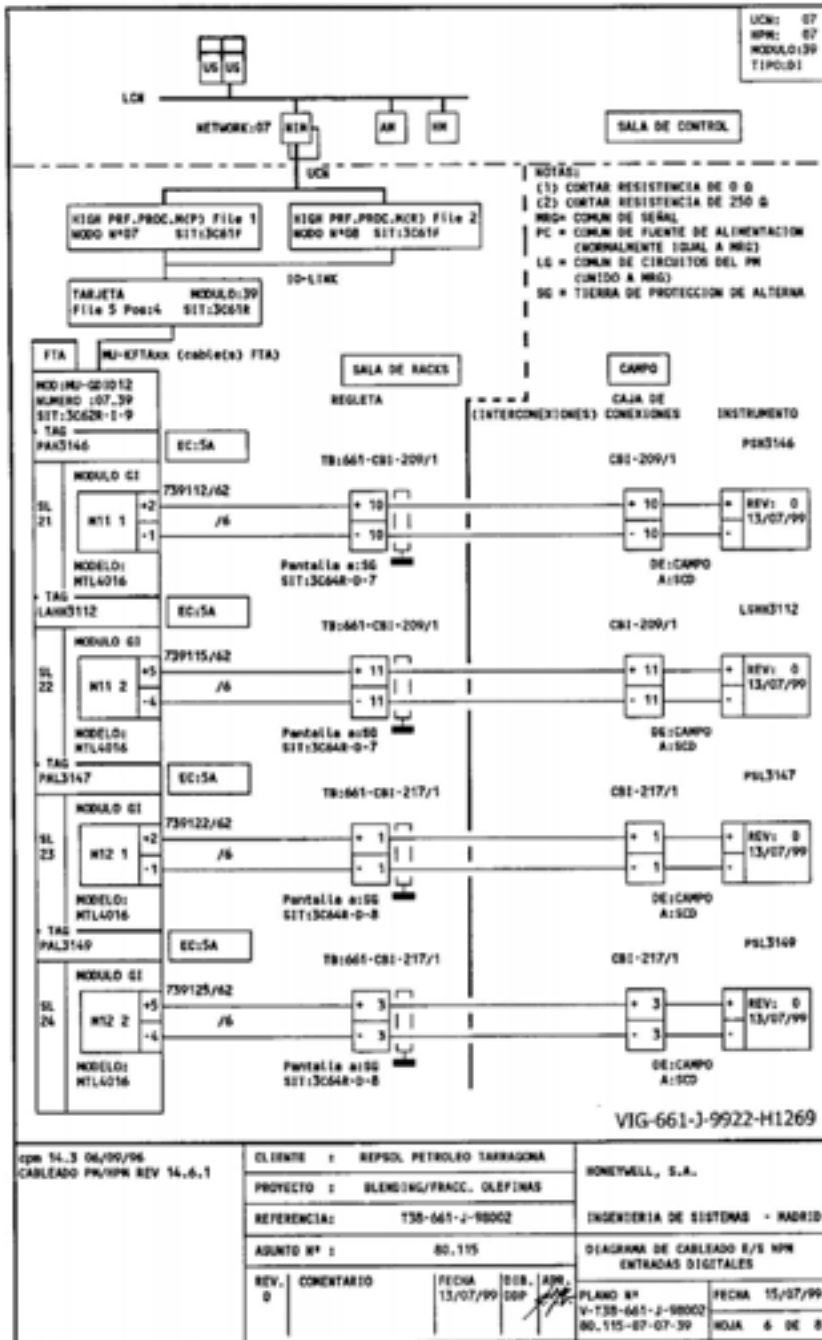 UCN: 07
HPM: 07
MODULO:39
TIPO:DI
US US
LCN
NETWORK:07
NIM
AM
HM
SALA DE CONTROL
UCN
HIGH PRF.PROC.M(P) File 1
NODO Nº07 SIT:3C61F
HIGH PRF.PROC.M(R) File 2
NODO Nº08 SIT:3C61F
NOTAS:
(1) CORTAR RESISTENCIA DE 0 Ω
(2) CORTAR RESISTENCIA DE 250 Ω
MRG= COMUN DE SEÑAL
PC = COMUN DE FUENTE DE ALIMENTACION
(NORMALMENTE IGUAL A MRG)
LG = COMUN DE CIRCUITOS DEL PM
(UNIDO A MRG)
SG = TIERRA DE PROTECCION DE ALTERNA
IO-LINK
TARJETA MODULO:39
File 5 Pos:4 SIT:3C61R
FTA
MU-KFTAxx (cable(s) FTA)
SALA DE RACKS
CAMPO
MOD:MU-GDID12
NUMERO :07.39
SIT:3C62R-I-9
REGLETA
(INTERCONEXIONES)
CAJA DE
CONEXIONES
INSTRUMENTO
TAG
PAH3146
EC:5A
TB:661-CBI-209/1
CBI-209/1
PSH3146
MODULO GI
SL
21
M11 1
+2
-1
739112/62
/6
+ 10
- 10
+ 10
- 10
+
-
REV: 0
13/07/99
MODELO:
MTL4016
Pantalla a:SG
SIT:3C64R-D-7
DE:CAMPO
A:SCD
TAG
LAHH3112
EC:5A
TB:661-CBI-209/1
CBI-209/1
LSHH3112
MODULO GI
SL
22
M11 2
+5
-4
739115/62
/6
+ 11
- 11
+ 11
- 11
+
-
REV: 0
13/07/99
MODELO:
MTL4016
Pantalla a:SG
SIT:3C64R-D-7
DE:CAMPO
A:SCD
TAG
PAL3147
EC:5A
TB:661-CBI-217/1
CBI-217/1
PSL3147
MODULO GI
SL
23
M12 1
+2
-1
739122/62
/6
+ 1
- 1
+ 1
- 1
+
-
REV: 0
13/07/99
MODELO:
MTL4016
Pantalla a:SG
SIT:3C64R-D-8
DE:CAMPO
A:SCD
TAG
PAL3149
EC:5A
TB:661-CBI-217/1
CBI-217/1
PSL3149
MODULO GI
SL
24
M12 2
+5
-4
739125/62
/6
+ 3
- 3
+ 3
- 3
+
-
REV: 0
13/07/99
MODELO:
MTL4016
Pantalla a:SG
SIT:3C64R-D-8
DE:CAMPO
A:SCD
VIG-661-J-9922-H1269
cpm 14.3 06/09/96
CABLEADO PM/HPM REV 14.6.1
CLIENTE : REPSOL PETROLEO TARRAGONA
PROYECTO : BLENDING/FRACC. OLEFINAS
REFERENCIA: T38-661-J-98002
ASUNTO Nº : 80.115
HONEYWELL, S.A.
INGENIERIA DE SISTEMAS - MADRID
DIAGRAMA DE CABLEADO E/S HPM
ENTRADAS DIGITALES
REV. COMENTARIO FECHA DIB. APR.
0 13/07/99 DDP
PLANO Nº
V-T38-661-J-98002
80.115-07-07-39
FECHA 15/07/99
HOJA 6 DE 8